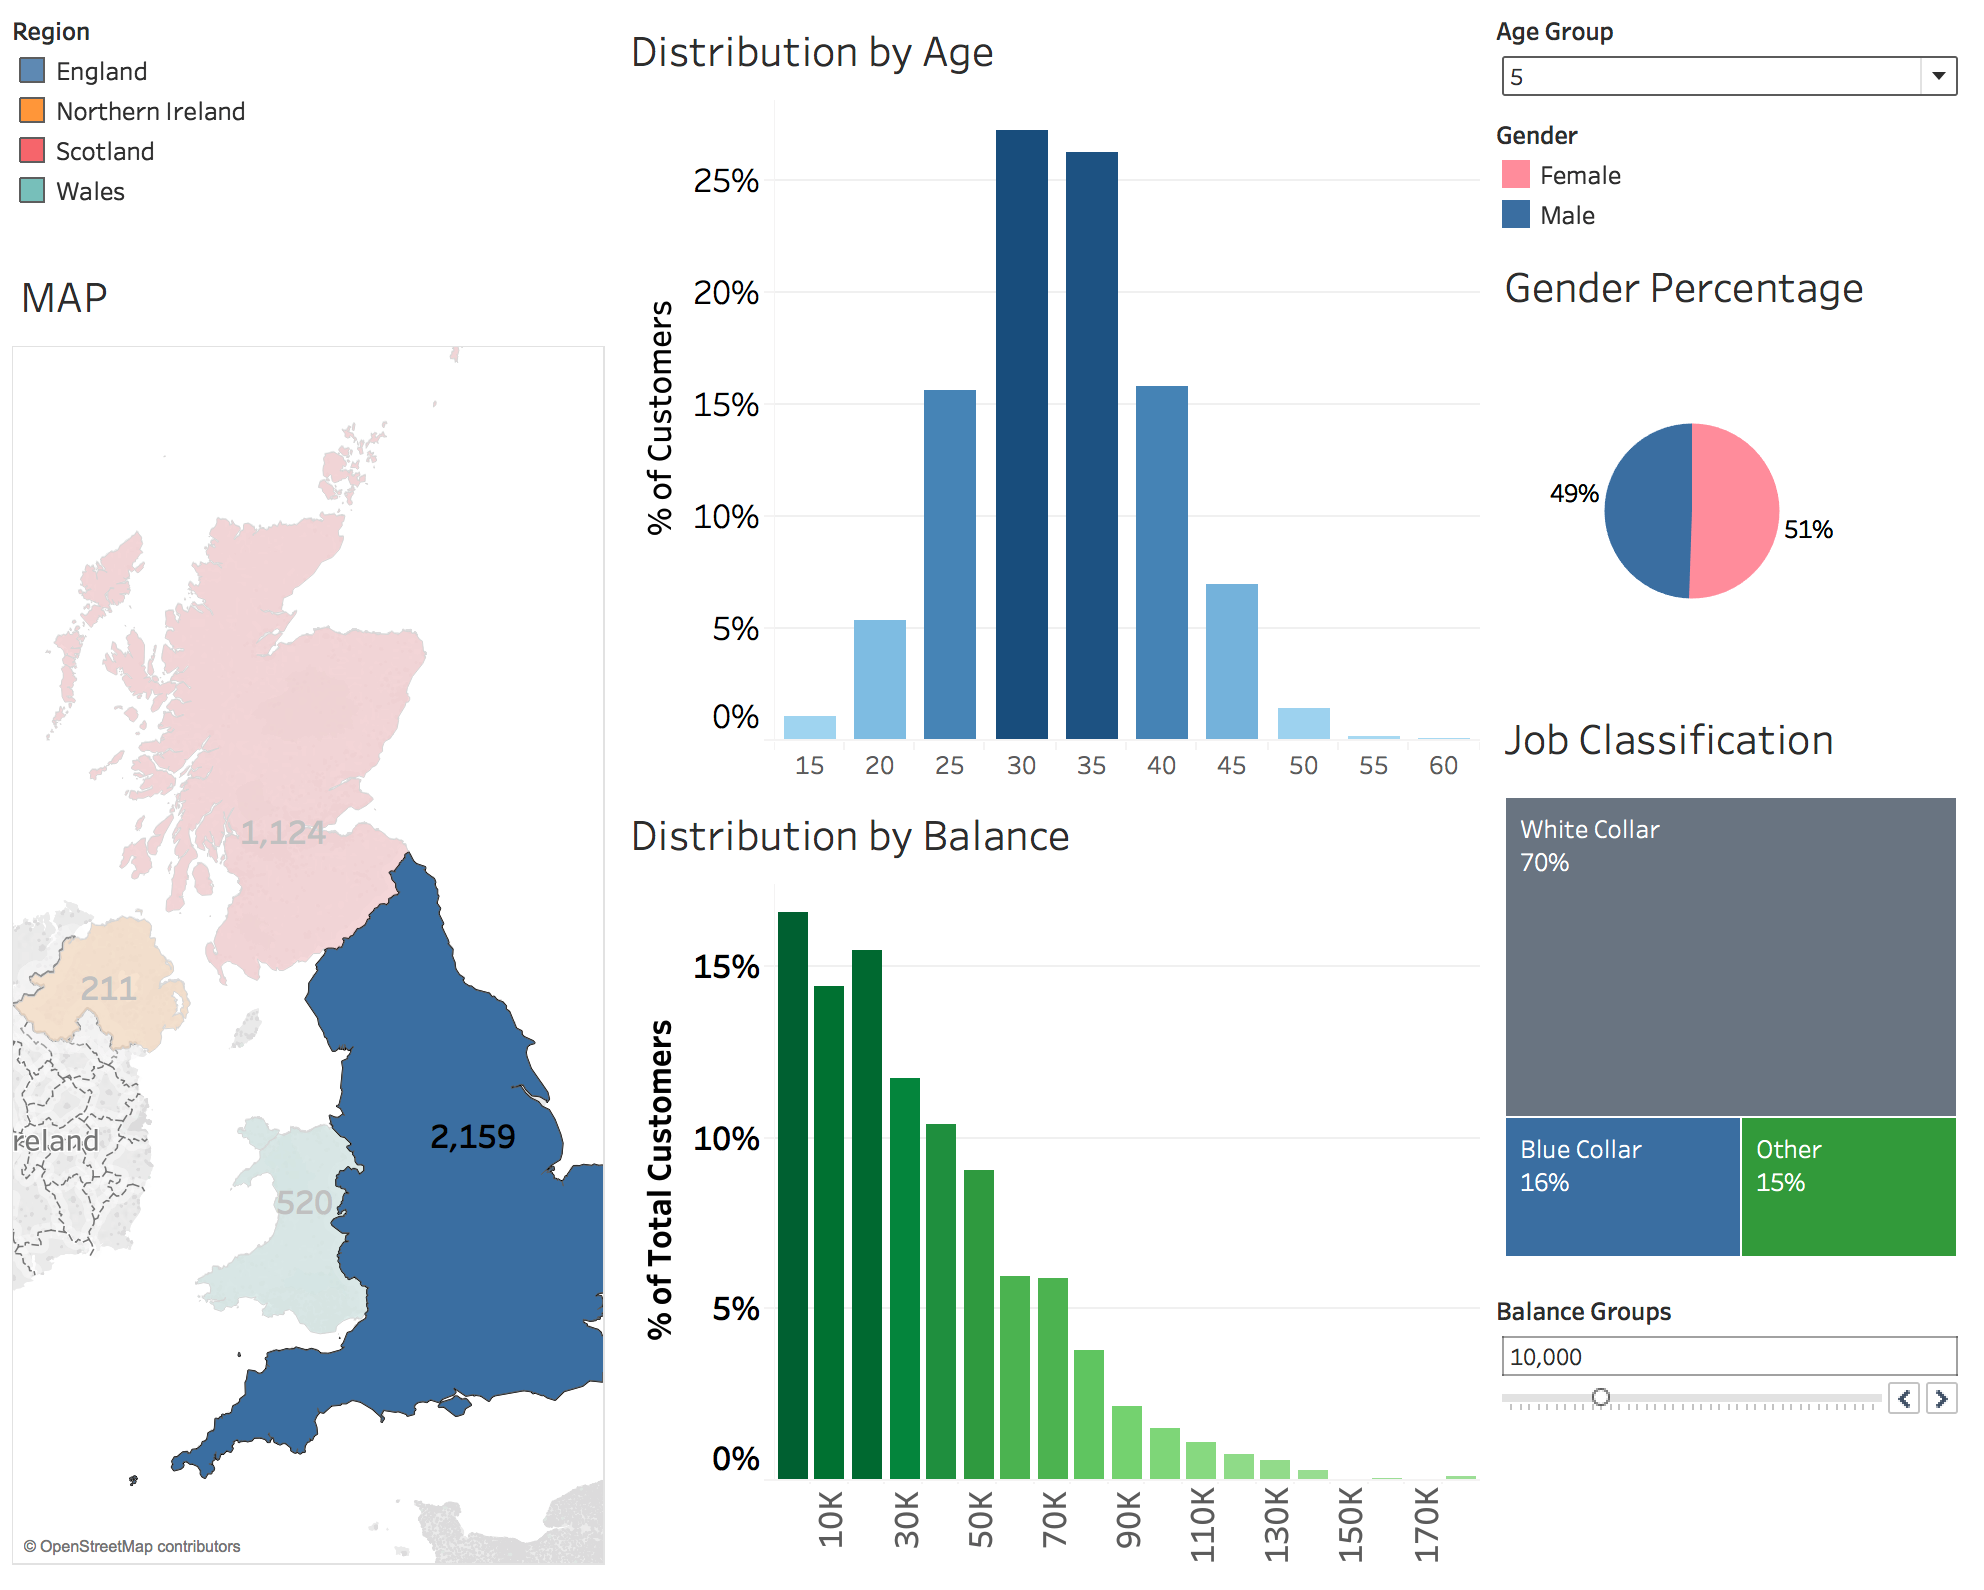 Region
England
Northern Ireland
Scotland
Wales
MAP
1,124
211
reland
2,159
520
© OpenStreetMap contributors
Distribution by Age
% of Customers
25%
20%
15%
10%
5%
0%
15 20 25 30 35 40 45 50 55 60
Distribution by Balance
% of Total Customers
15%
10%
5%
0%
10K 30K 50K 70K 90K 110K 130K 150K 170K
Age Group
5
Gender
Female
Male
Gender Percentage
49%
51%
Job Classification
White Collar
70%
Blue Collar
16%
Other
15%
Balance Groups
10,000